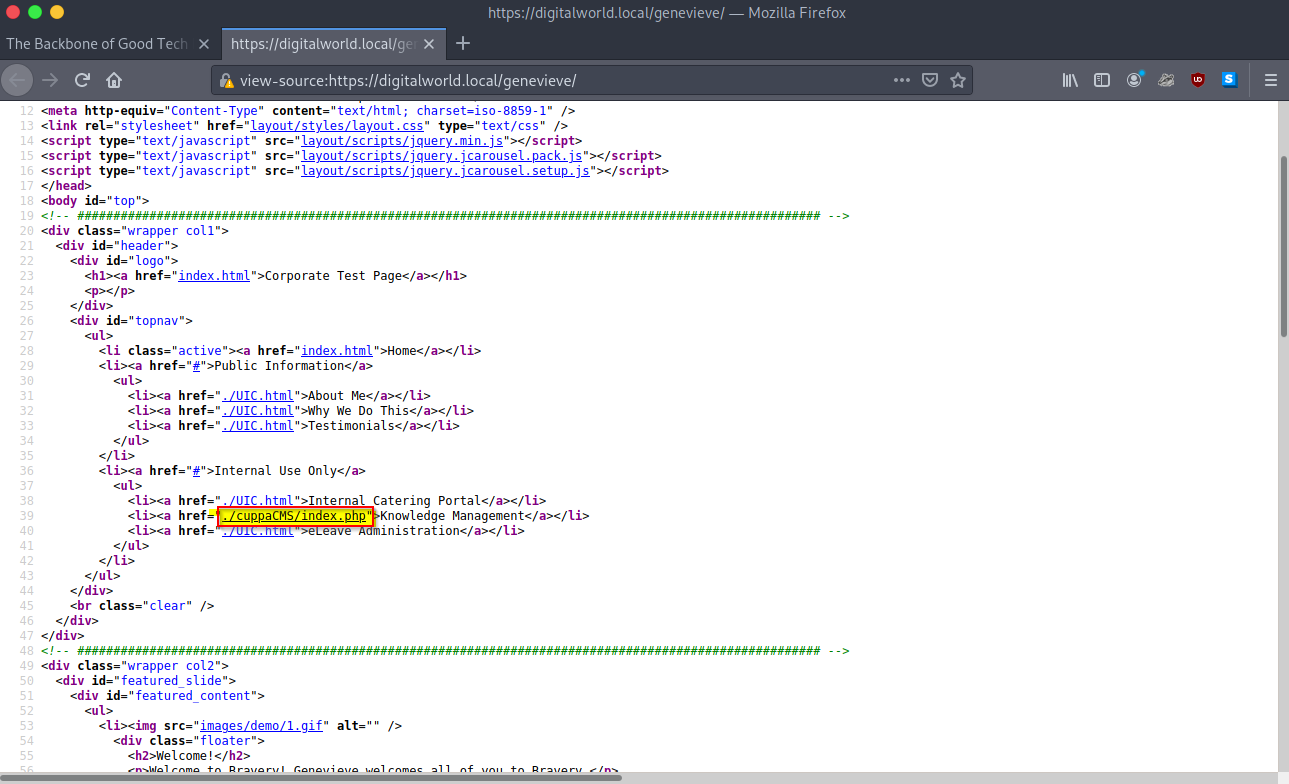 https://digitalworld.local/genevieve/ — Mozilla Firefox
The Backbone of Good Tech
https://digitalworld.local/ge
view-source:https://digitalworld.local/genevieve/
12 <meta http-equiv="Content-Type" content="text/html; charset=iso-8859-1" />
13 <link rel="stylesheet" href="layout/styles/layout.css" type="text/css" />
14 <script type="text/javascript" src="layout/scripts/jquery.min.js"></script>
15 <script type="text/javascript" src="layout/scripts/jquery.jcarousel.pack.js"></script>
16 <script type="text/javascript" src="layout/scripts/jquery.jcarousel.setup.js"></script>
17 </head>
18 <body id="top">
19 <!-- ####################################################################################################### -->
20 <div class="wrapper col1">
21 <div id="header">
22 <div id="logo">
23 <h1><a href="index.html">Corporate Test Page</a></h1>
24 <p></p>
25 </div>
26 <div id="topnav">
27 <ul>
28 <li class="active"><a href="index.html">Home</a></li>
29 <li><a href="#">Public Information</a>
30 <ul>
31 <li><a href="./UIC.html">About Me</a></li>
32 <li><a href="./UIC.html">Why We Do This</a></li>
33 <li><a href="./UIC.html">Testimonials</a></li>
34 </ul>
35 </li>
36 <li><a href="#">Internal Use Only</a>
37 <ul>
38 <li><a href="./UIC.html">Internal Catering Portal</a></li>
39 <li><a href="./cuppaCMS/index.php">Knowledge Management</a></li>
40 <li><a href="./UIC.html">eLeave Administration</a></li>
41 </ul>
42 </li>
43 </ul>
44 </div>
45 <br class="clear" />
46 </div>
47 </div>
48 <!-- ####################################################################################################### -->
49 <div class="wrapper col2">
50 <div id="featured_slide">
51 <div id="featured_content">
52 <ul>
53 <li><img src="images/demo/1.gif" alt="" />
54 <div class="floater">
55 <h2>Welcome!</h2>
56 <p>Welcome to Bravery! Genevieve welcomes all of you to Bravery.</p>